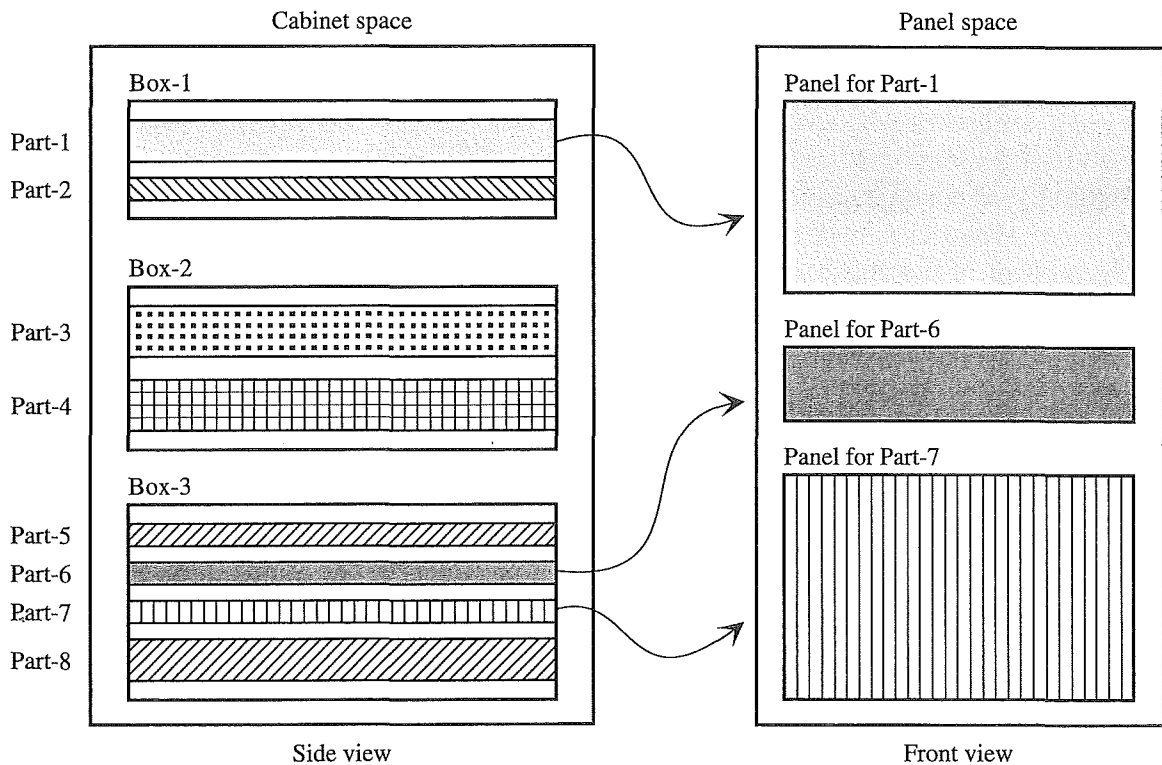 Cabinet space
Panel space
Box-1
Part-1
Part-2
Box-2
Part-3
Part-4
Box-3
Part-5
Part-6
Part-7
Part-8
Panel for Part-1
Panel for Part-6
Panel for Part-7
Side view
Front view